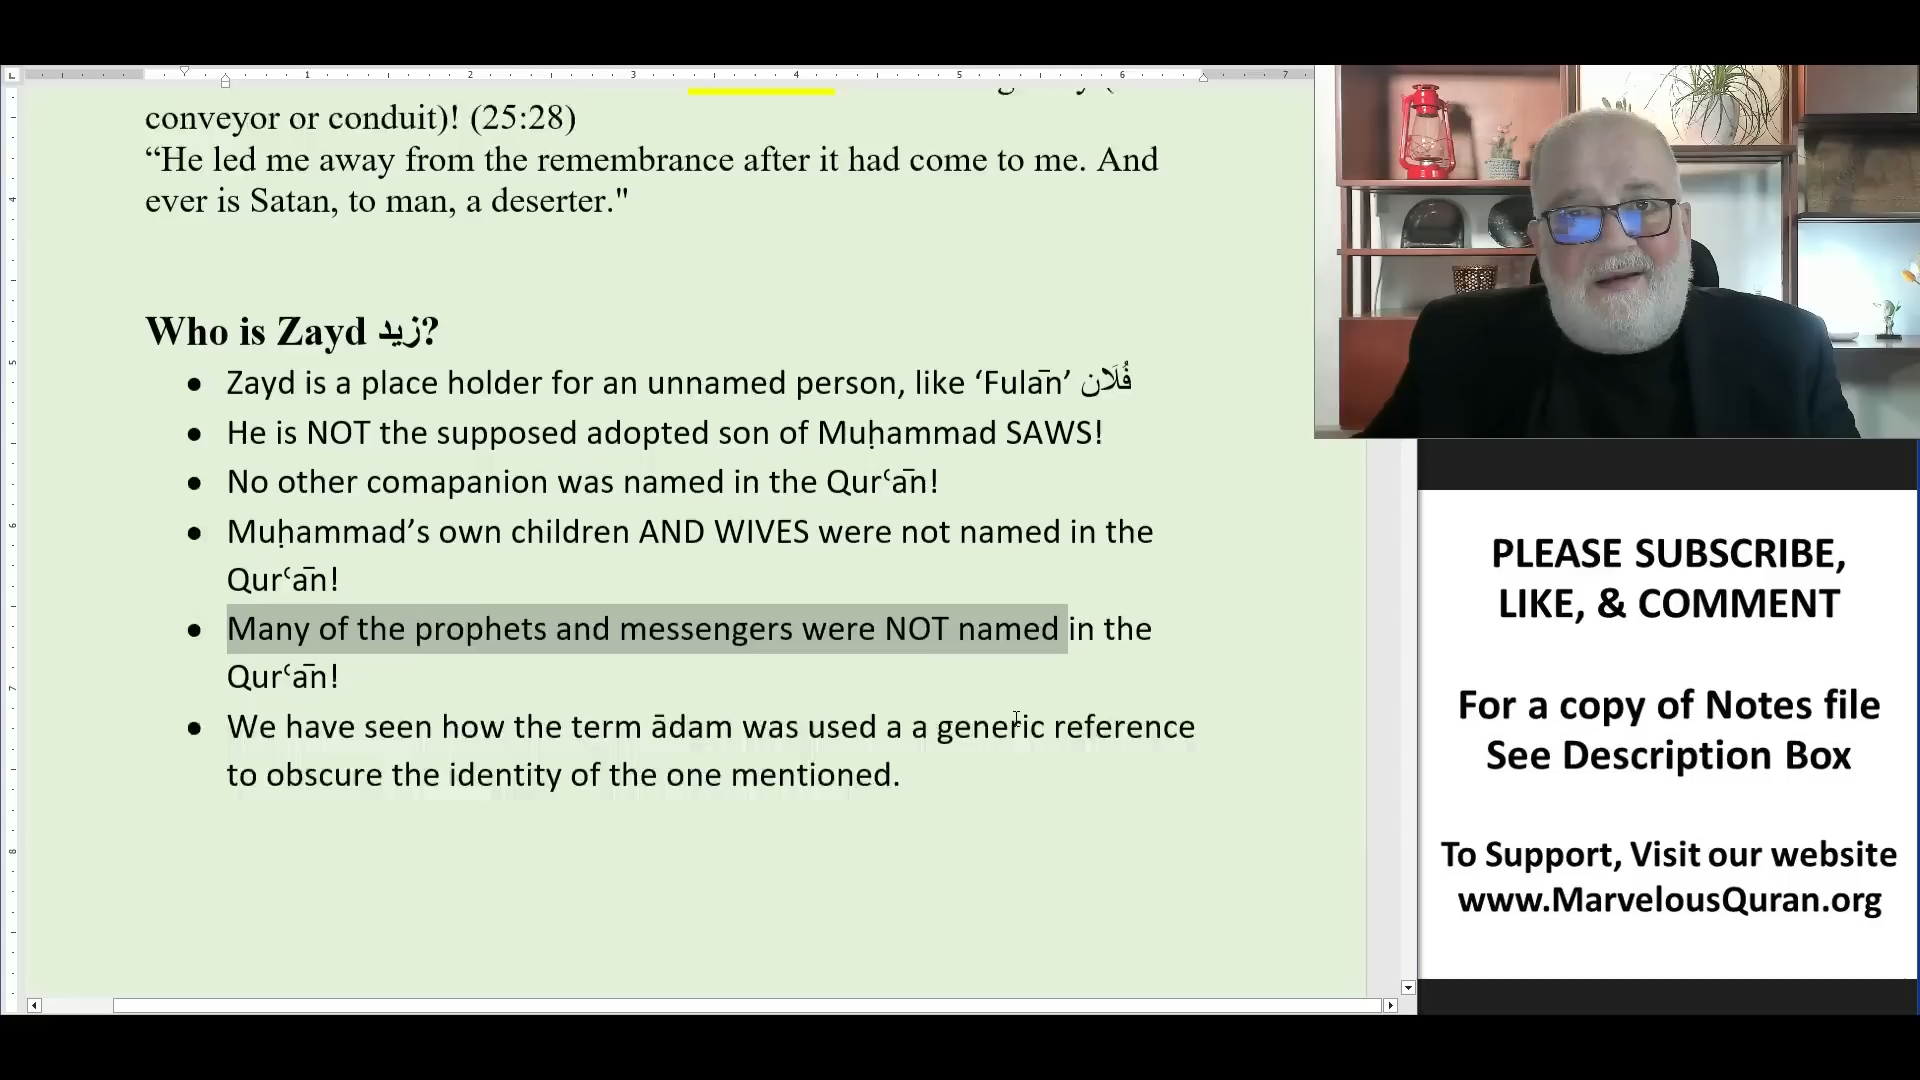 conveyor or conduit)! (25:28)
“He led me away from the remembrance after it had come to me. And
ever is Satan, to man, a deserter."
Who is Zayd زيد?
• Zayd is a place holder for an unnamed person, like ‘Fulān’ فُلَان
• He is NOT the supposed adopted son of Muḥammad SAWS!
• No other comapanion was named in the Qurʿān!
• Muḥammad’s own children AND WIVES were not named in the
Qurʿān!
• Many of the prophets and messengers were NOT named in the
Qurʿān!
• We have seen how the term ādam was used a a generic reference
to obscure the identity of the one mentioned.
PLEASE SUBSCRIBE,
LIKE, & COMMENT
For a copy of Notes file
See Description Box
To Support, Visit our website
www.MarvelousQuran.org